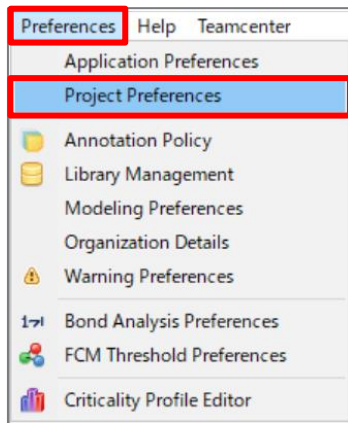 Preferences Help Teamcenter
Application Preferences
Project Preferences
Annotation Policy
Library Management
Modeling Preferences
Organization Details
Warning Preferences
Bond Analysis Preferences
FCM Threshold Preferences
Criticality Profile Editor